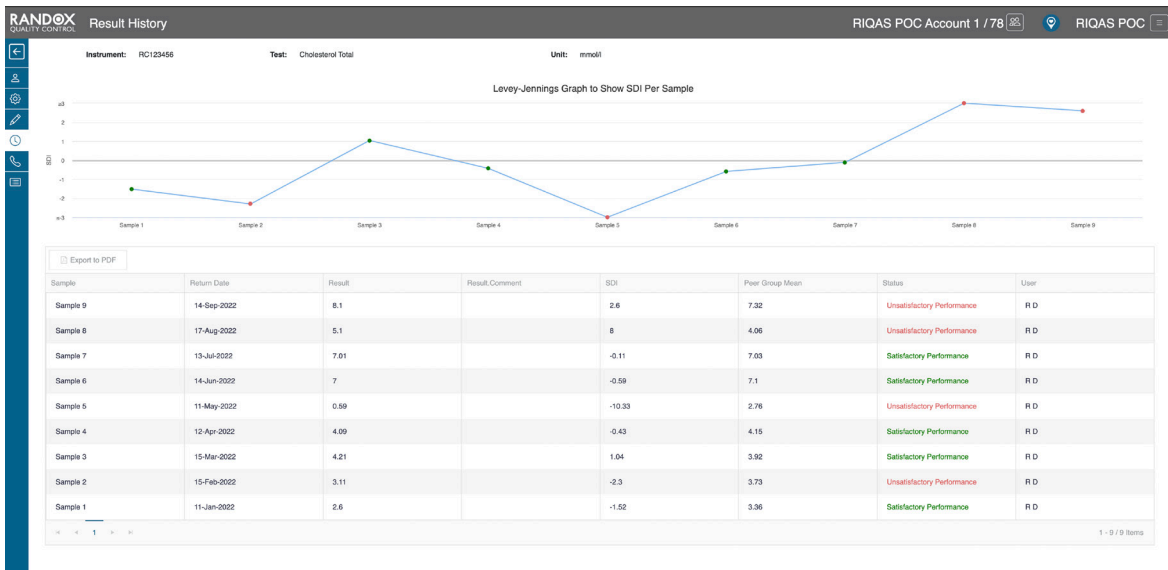 RANDOX
QUALITY CONTROL
Result History
RIQAS POC Account 1 / 78
RIQAS POC
Instrument: RC123456 Test: Cholesterol Total Unit: mmol/l
Levey-Jennings Graph to Show SDI Per Sample
SDI
≥3
2
1
0
-1
-2
≤-3
Sample 1 Sample 2 Sample 3 Sample 4 Sample 5 Sample 6 Sample 7 Sample 8 Sample 9
Export to PDF
Sample Return Date Result Result.Comment SDI Peer Group Mean Status User
Sample 9 14-Sep-2022 8.1 2.6 7.32 Unsatisfactory Performance R D
Sample 8 17-Aug-2022 5.1 8 4.06 Unsatisfactory Performance R D
Sample 7 13-Jul-2022 7.01 -0.11 7.03 Satisfactory Performance R D
Sample 6 14-Jun-2022 7 -0.59 7.1 Satisfactory Performance R D
Sample 5 11-May-2022 0.59 -10.33 2.76 Unsatisfactory Performance R D
Sample 4 12-Apr-2022 4.09 -0.43 4.15 Satisfactory Performance R D
Sample 3 15-Mar-2022 4.21 1.04 3.92 Satisfactory Performance R D
Sample 2 15-Feb-2022 3.11 -2.3 3.73 Unsatisfactory Performance R D
Sample 1 11-Jan-2022 2.6 -1.52 3.36 Satisfactory Performance R D
1
1 - 9 / 9 Items